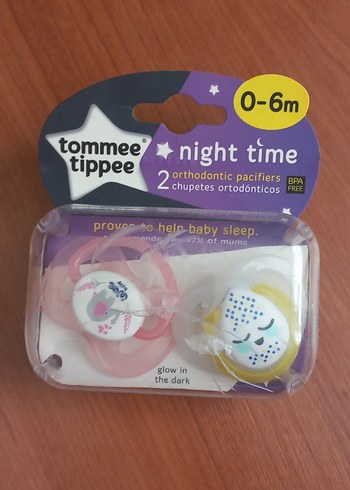 0-6m
tommee
tippee
night time
2 orthodontic pacifiers
chupetes ortodónticos
BPA
FREE
proven to help baby sleep.
of mums
glow in
the dark